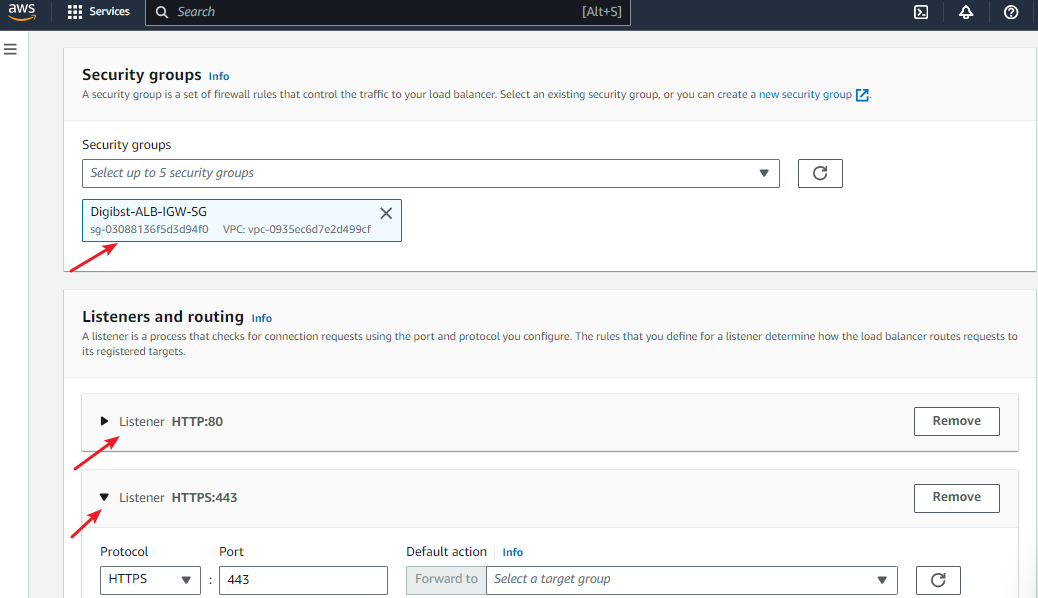 aws
Services
Search [Alt+S]
Security groups Info
A security group is a set of firewall rules that control the traffic to your load balancer. Select an existing security group, or you can create a new security group.
Security groups
Select up to 5 security groups
Digibst-ALB-IGW-SG
sg-03088136f5d3d94f0 VPC: vpc-0935ec6d7e2d499cf
Listeners and routing Info
A listener is a process that checks for connection requests using the port and protocol you configure. The rules that you define for a listener determine how the load balancer routes requests to
its registered targets.
Listener HTTP:80 Remove
Listener HTTPS:443 Remove
Protocol Port Default action Info
HTTPS : 443 Forward to Select a target group